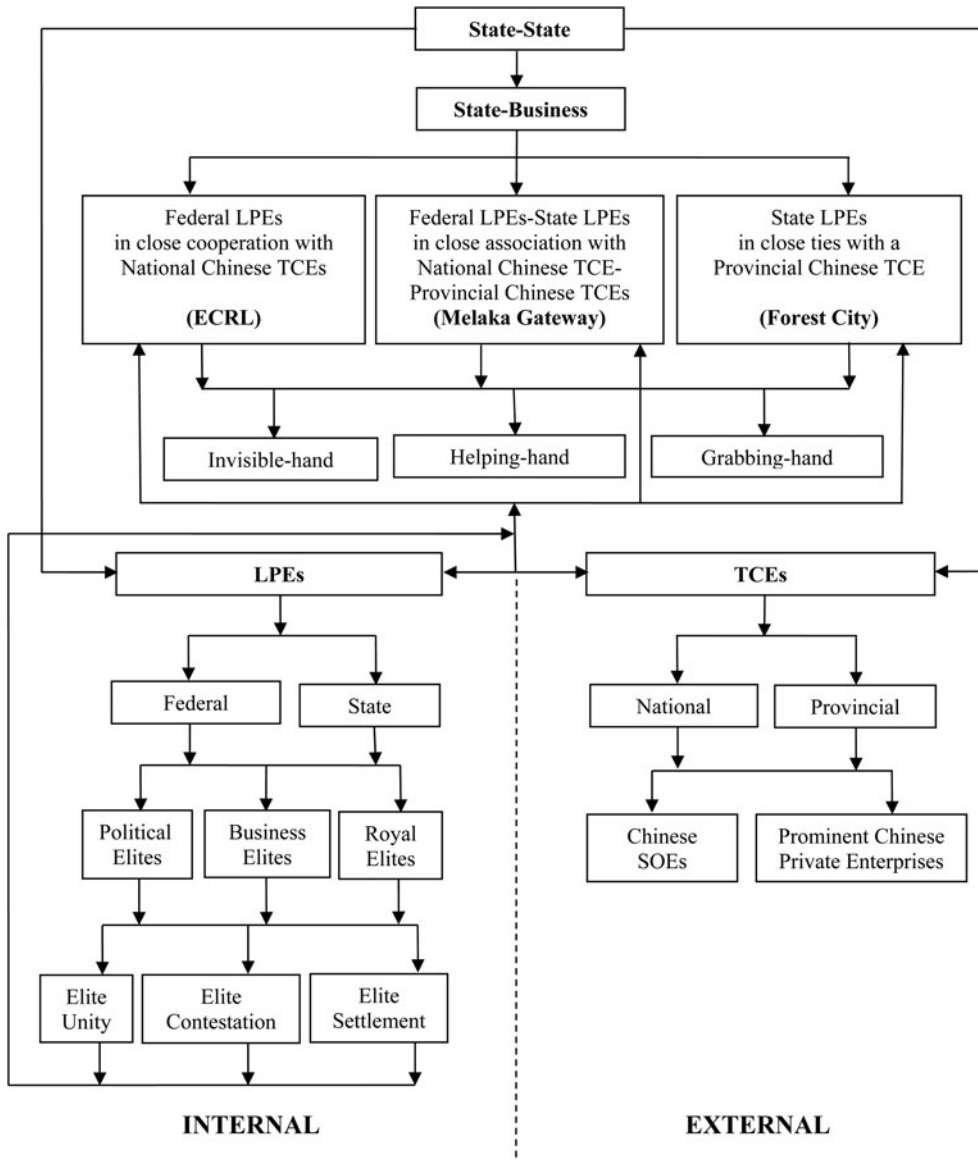 State-State
State-Business
Federal LPEs
in close cooperation with
National Chinese TCEs
(ECRL)
Federal LPEs-State LPEs
in close association with
National Chinese TCE-
Provincial Chinese TCEs
(Melaka Gateway)
State LPEs
in close ties with a
Provincial Chinese TCE
(Forest City)
Invisible-hand
Helping-hand
Grabbing-hand
LPEs
TCEs
Federal
State
National
Provincial
Political
Elites
Business
Elites
Royal
Elites
Chinese
SOEs
Prominent Chinese
Private Enterprises
Elite
Unity
Elite
Contestation
Elite
Settlement
INTERNAL
EXTERNAL